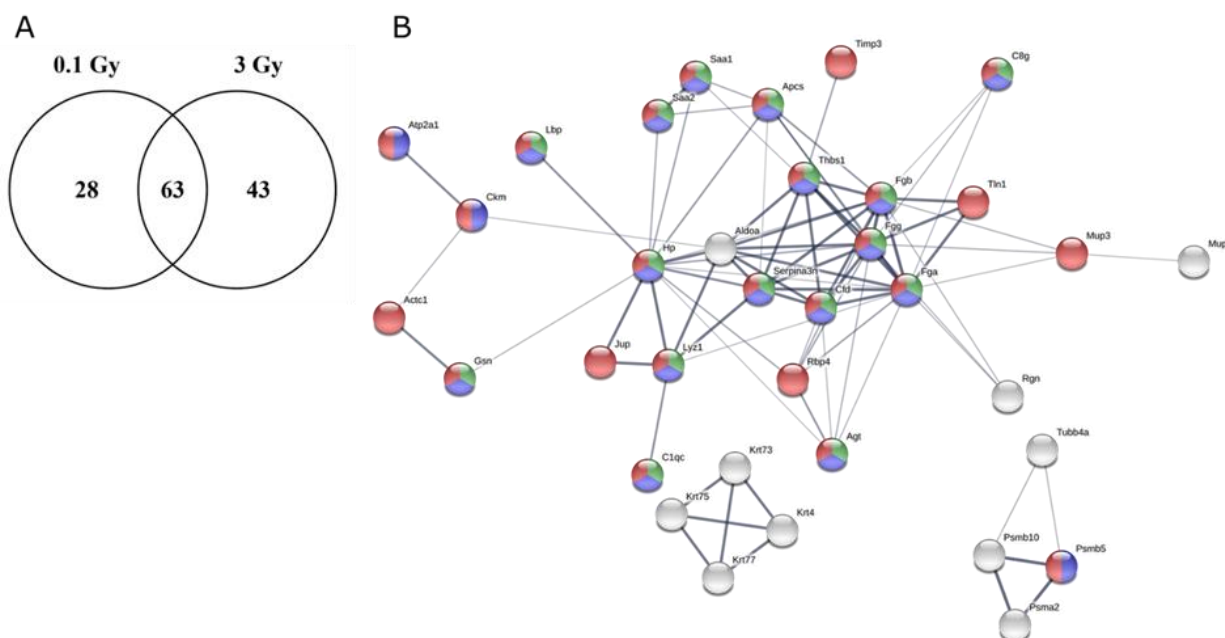 A
0.1 Gy 3 Gy
28 63 43
B
Timp3
Saa1
C8g
Apcs
Saa2
Atp2a1
Lbp
Thbs1
Fgb
Tln1
Ckm
Aldoa
Fgg
Mup3
Mup
Hp
Serpina3n
Cfd
Fga
Actc1
Jup
Lyz1
Rbp4
Gsn
Rgn
Agt
C1qc
Krt73
Tubb4a
Krt75
Krt4
Psmb10
Psmb5
Krt77
Psma2